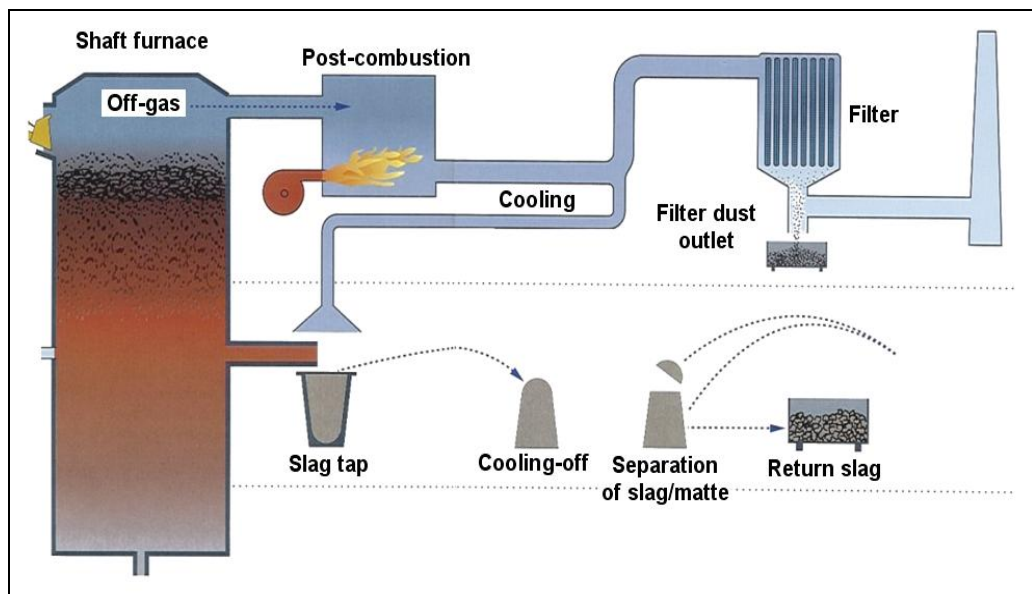 Shaft furnace
Post-combustion
Off-gas
Filter
Cooling
Filter dust
outlet
Slag tap
Cooling-off
Separation
of slag/matte
Return slag